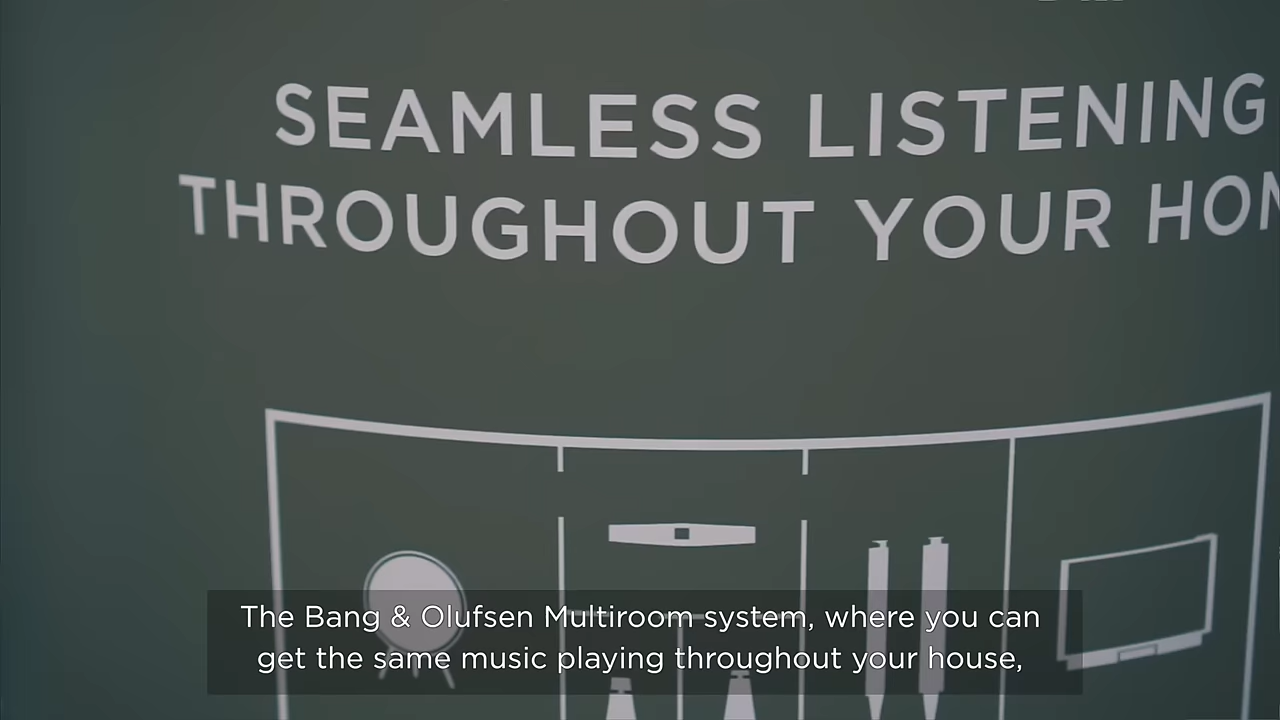 SEAMLESS LISTENING
THROUGHOUT YOUR
The Bang & Olufsen Multiroom system, where you can
get the same music playing throughout your house,